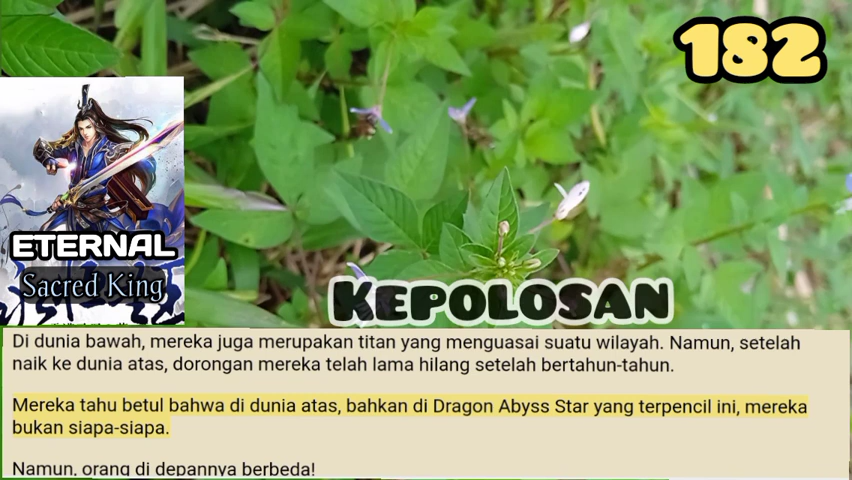 182
ETERNAL
Sacred King
KEPOLOSAN
Di dunia bawah, mereka juga merupakan titan yang menguasai suatu wilayah. Namun, setelah
naik ke dunia atas, dorongan mereka telah lama hilang setelah bertahun-tahun.
Mereka tahu betul bahwa di dunia atas, bahkan di Dragon Abyss Star yang terpencil ini, mereka
bukan siapa-siapa.
Namun, orang di depannya berbeda!